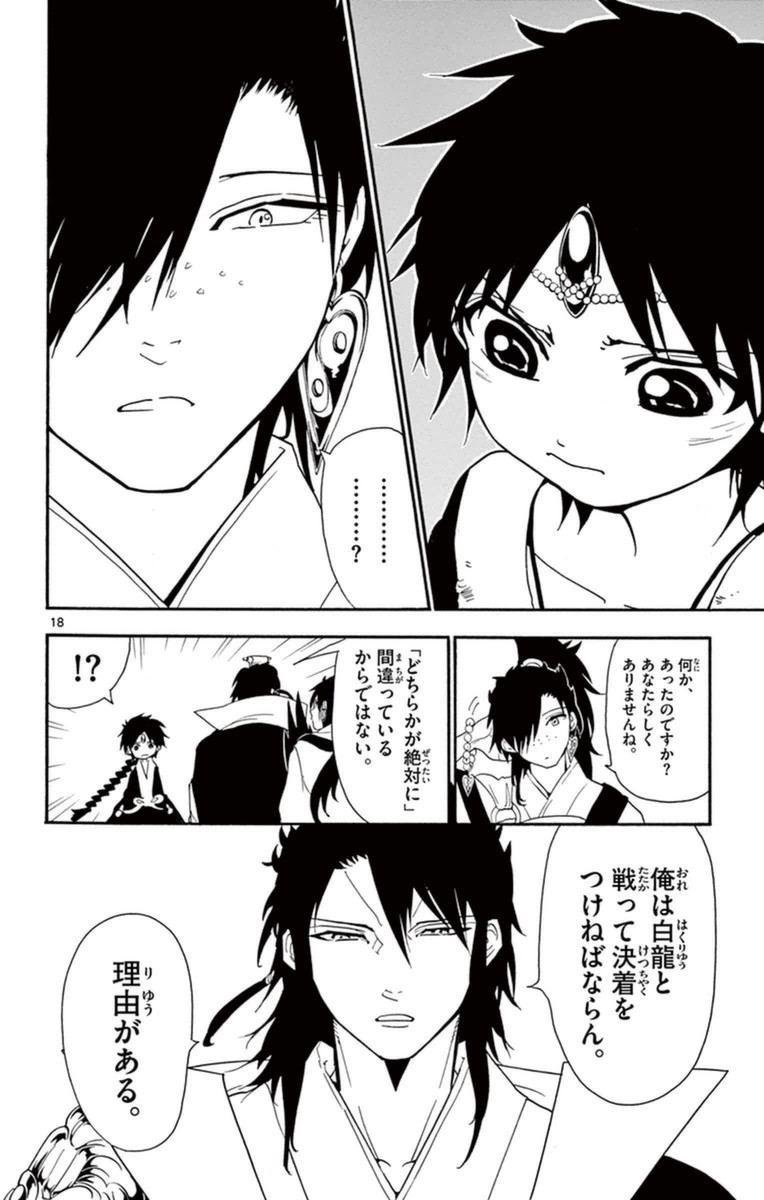 …………
…………?
18
何か、
あったのですか?
あなたらしく
ありませんね。
「どちらかが絶対に」
間違っている
からではない。
!?
俺は白龍と
戦って決着を
つけねばならん。
理由がある。